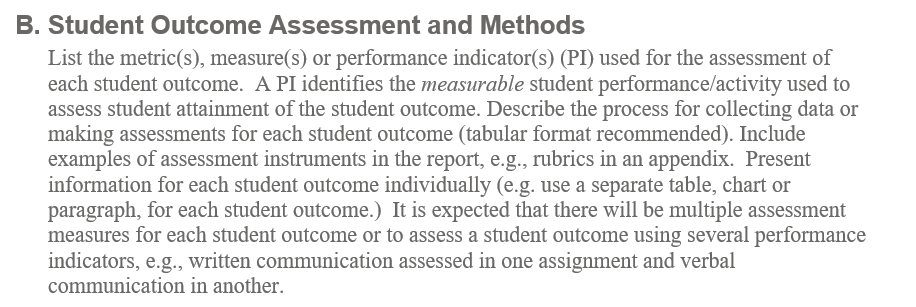 B. Student Outcome Assessment and Methods
List the metric(s), measure(s) or performance indicator(s) (PI) used for the assessment of
each student outcome.  A PI identifies the measurable student performance/activity used to
assess student attainment of the student outcome. Describe the process for collecting data or
making assessments for each student outcome (tabular format recommended). Include
examples of assessment instruments in the report, e.g., rubrics in an appendix.  Present
information for each student outcome individually (e.g. use a separate table, chart or
paragraph, for each student outcome.)  It is expected that there will be multiple assessment
measures for each student outcome or to assess a student outcome using several performance
indicators, e.g., written communication assessed in one assignment and verbal
communication in another.